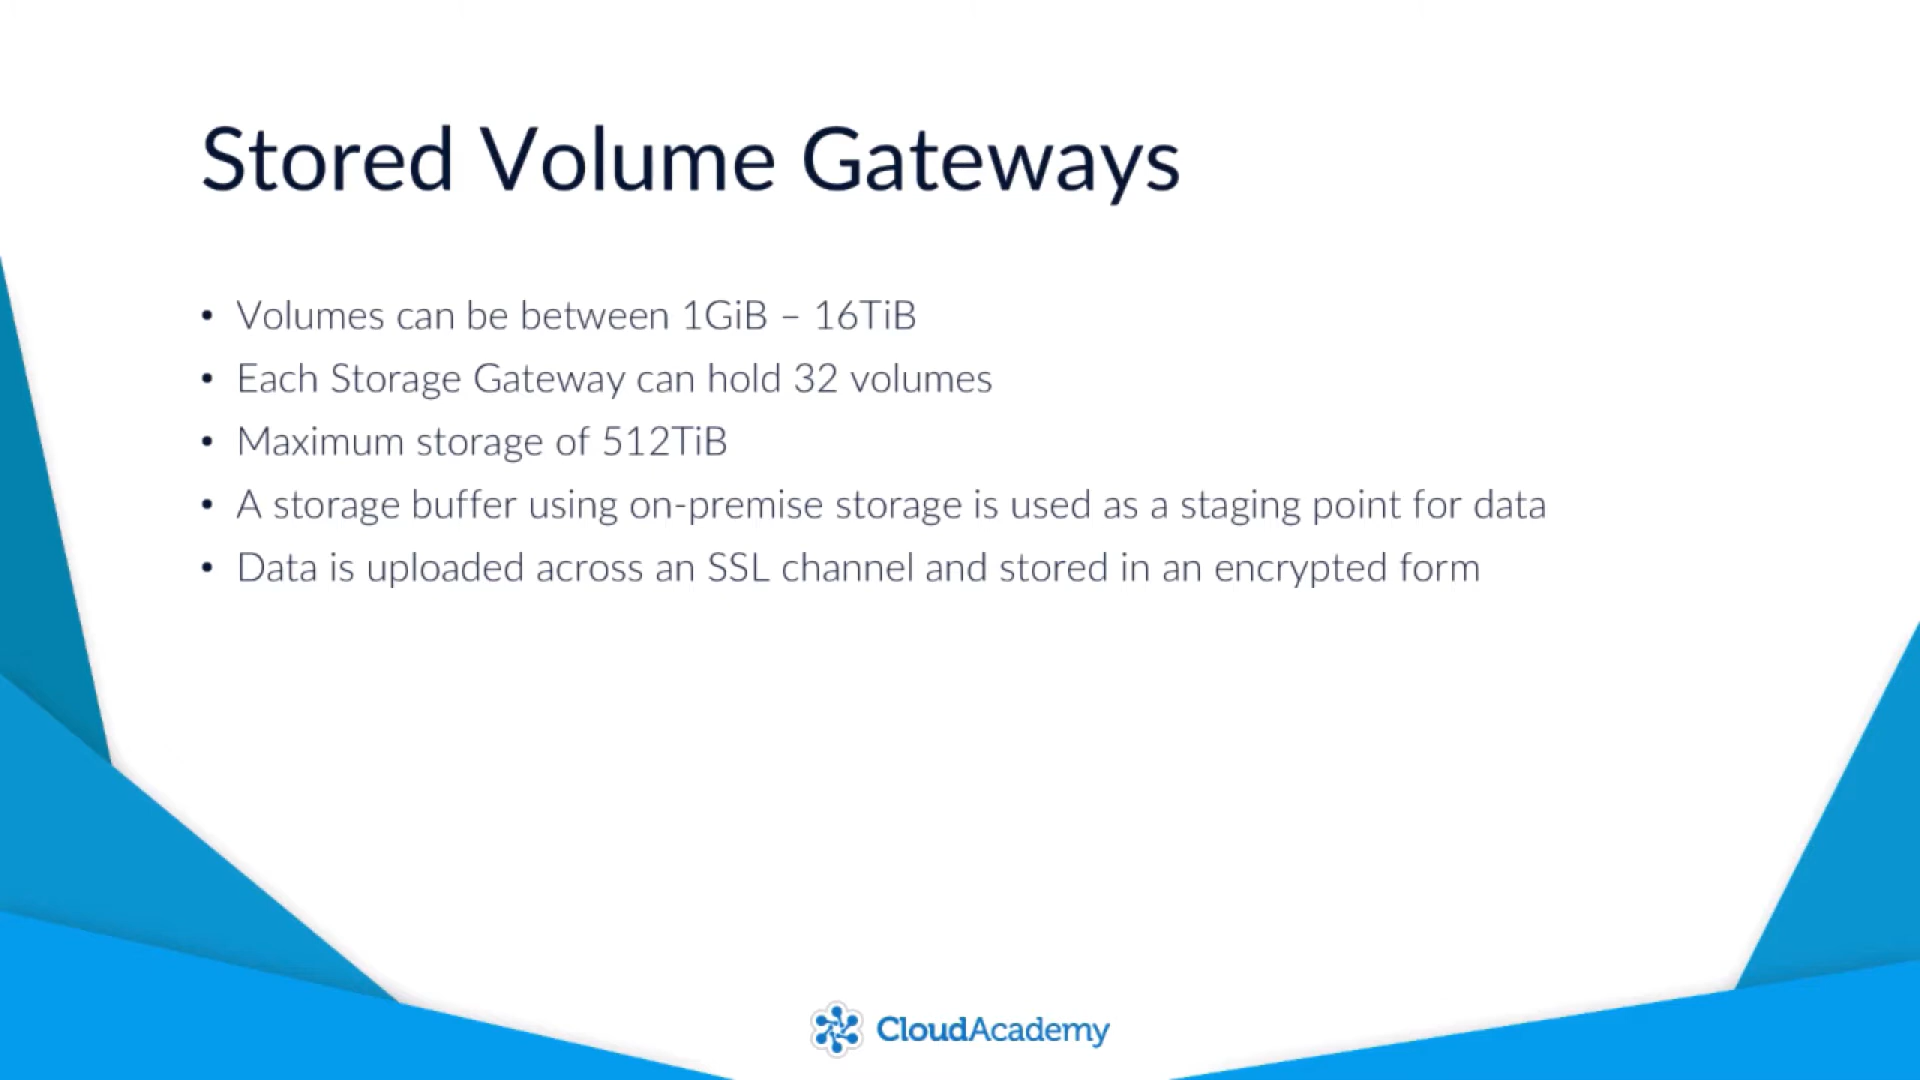 Stored Volume Gateways
• Volumes can be between 1GiB – 16TiB
• Each Storage Gateway can hold 32 volumes
• Maximum storage of 512TiB
• A storage buffer using on-premise storage is used as a staging point for data
• Data is uploaded across an SSL channel and stored in an encrypted form
CloudAcademy